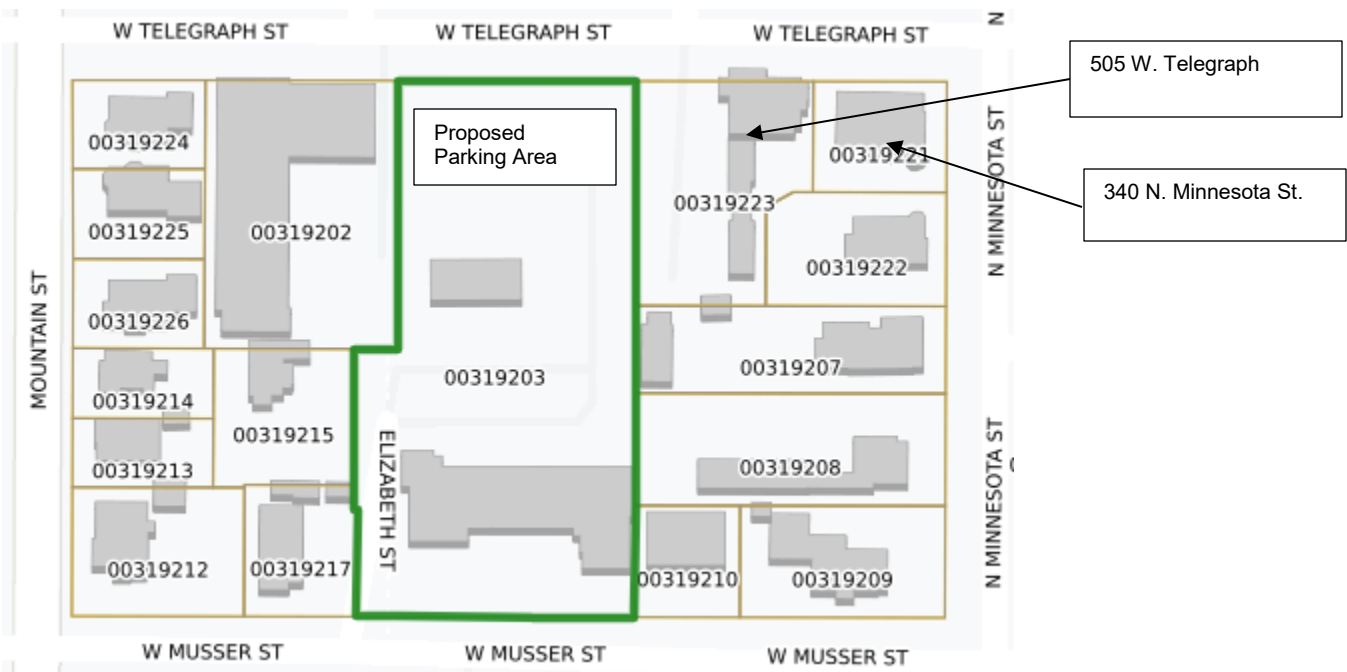 W TELEGRAPH ST
W TELEGRAPH ST
W TELEGRAPH ST
N
505 W. Telegraph
Proposed
Parking Area
00319224
00319221
N MINNESOTA ST
340 N. Minnesota St.
00319225
00319202
00319223
00319222
MOUNTAIN ST
00319226
00319203
00319207
00319214
00319215
ELIZABETH ST
00319213
00319208
N MINNESOTA ST
00319212
00319217
00319210
00319209
W MUSSER ST
W MUSSER ST
W MUSSER ST